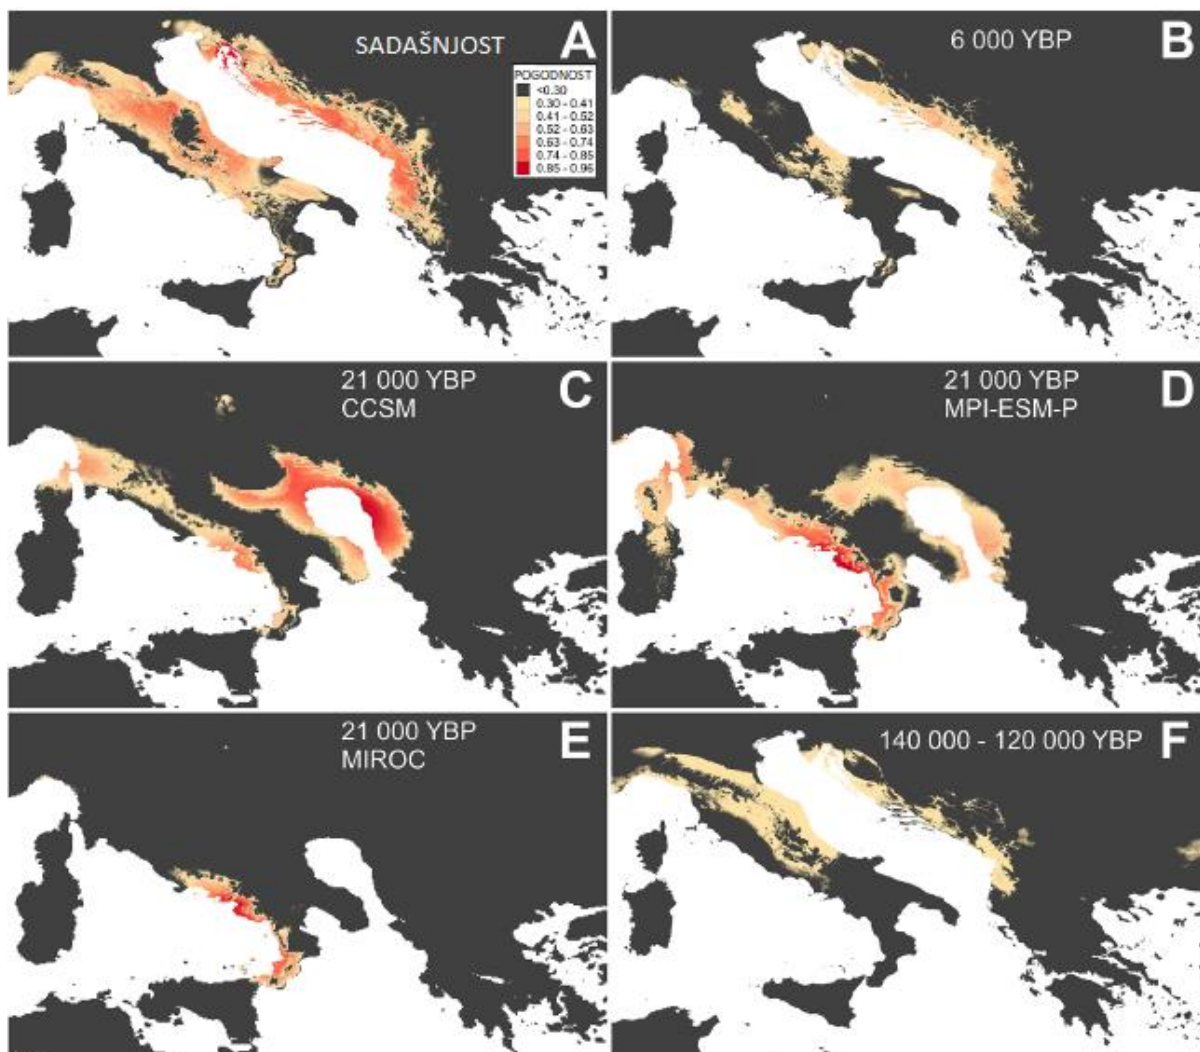 SADAŠNJOST
A
POGODNOST
<0.30
0.30 - 0.41
0.41 - 0.52
0.52 - 0.63
0.63 - 0.74
0.74 - 0.85
0.85 - 0.96
6 000 YBP
B
21 000 YBP
CCSM
C
21 000 YBP
MPI-ESM-P
D
21 000 YBP
MIROC
E
140 000 - 120 000 YBP
F